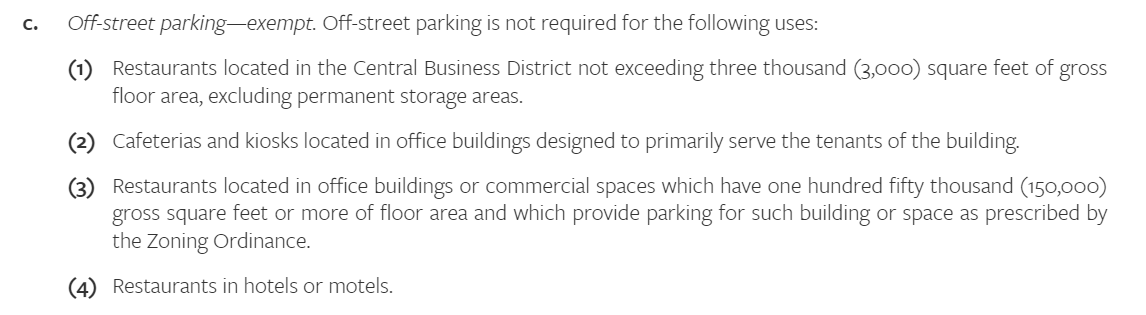 c. Off-street parking—exempt. Off-street parking is not required for the following uses:
(1) Restaurants located in the Central Business District not exceeding three thousand (3,000) square feet of gross
floor area, excluding permanent storage areas.
(2) Cafeterias and kiosks located in office buildings designed to primarily serve the tenants of the building.
(3) Restaurants located in office buildings or commercial spaces which have one hundred fifty thousand (150,000)
gross square feet or more of floor area and which provide parking for such building or space as prescribed by
the Zoning Ordinance.
(4) Restaurants in hotels or motels.